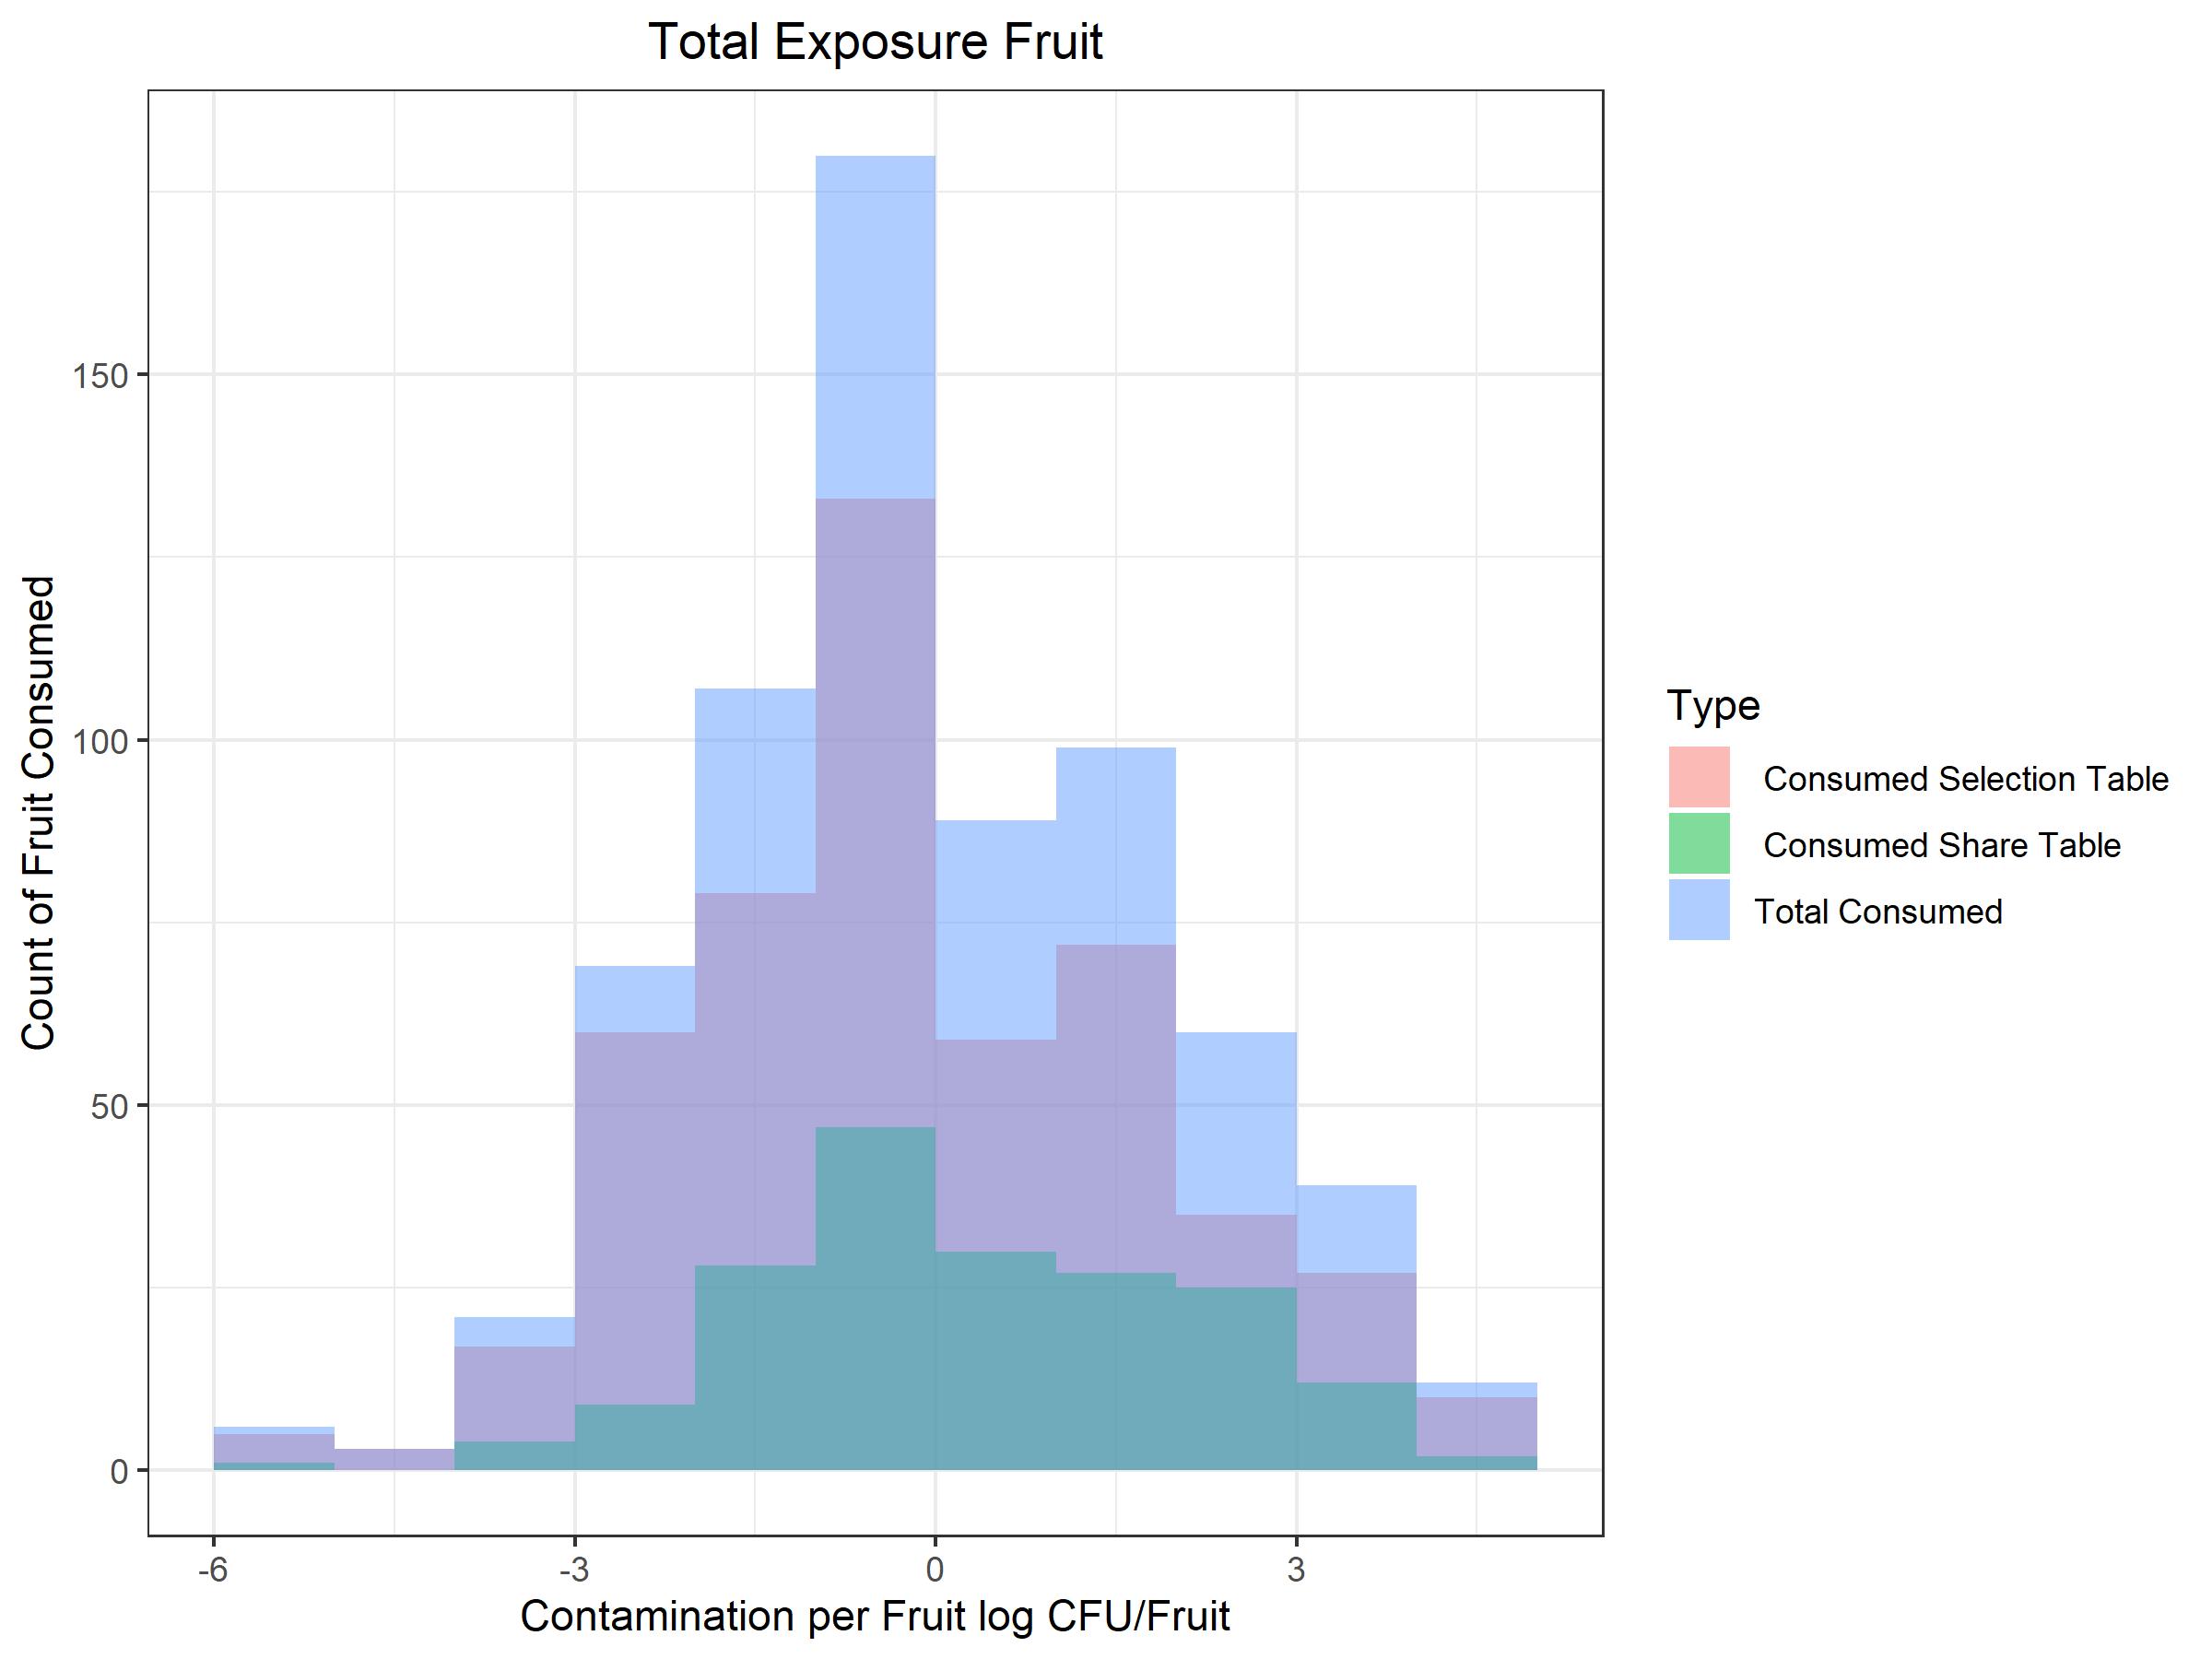 Total Exposure Fruit
Count of Fruit Consumed
150
100
50
0
-6
-3
0
3
Contamination per Fruit log CFU/Fruit
Type
Consumed Selection Table
Consumed Share Table
Total Consumed